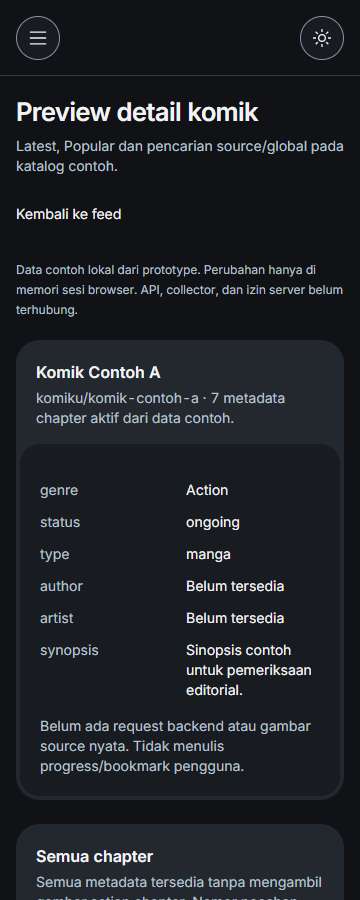 Preview detail komik
Latest, Popular dan pencarian source/global pada
katalog contoh.
Kembali ke feed
Data contoh lokal dari prototype. Perubahan hanya di
memori sesi browser. API, collector, dan izin server belum
terhubung.
Komik Contoh A
komiku/komik-contoh-a · 7 metadata
chapter aktif dari data contoh.
genre Action
status ongoing
type manga
author Belum tersedia
artist Belum tersedia
synopsis Sinopsis contoh
untuk pemeriksaan
editorial.
Belum ada request backend atau gambar
source nyata. Tidak menulis
progress/bookmark pengguna.
Semua chapter
Semua metadata tersedia tanpa mengambil